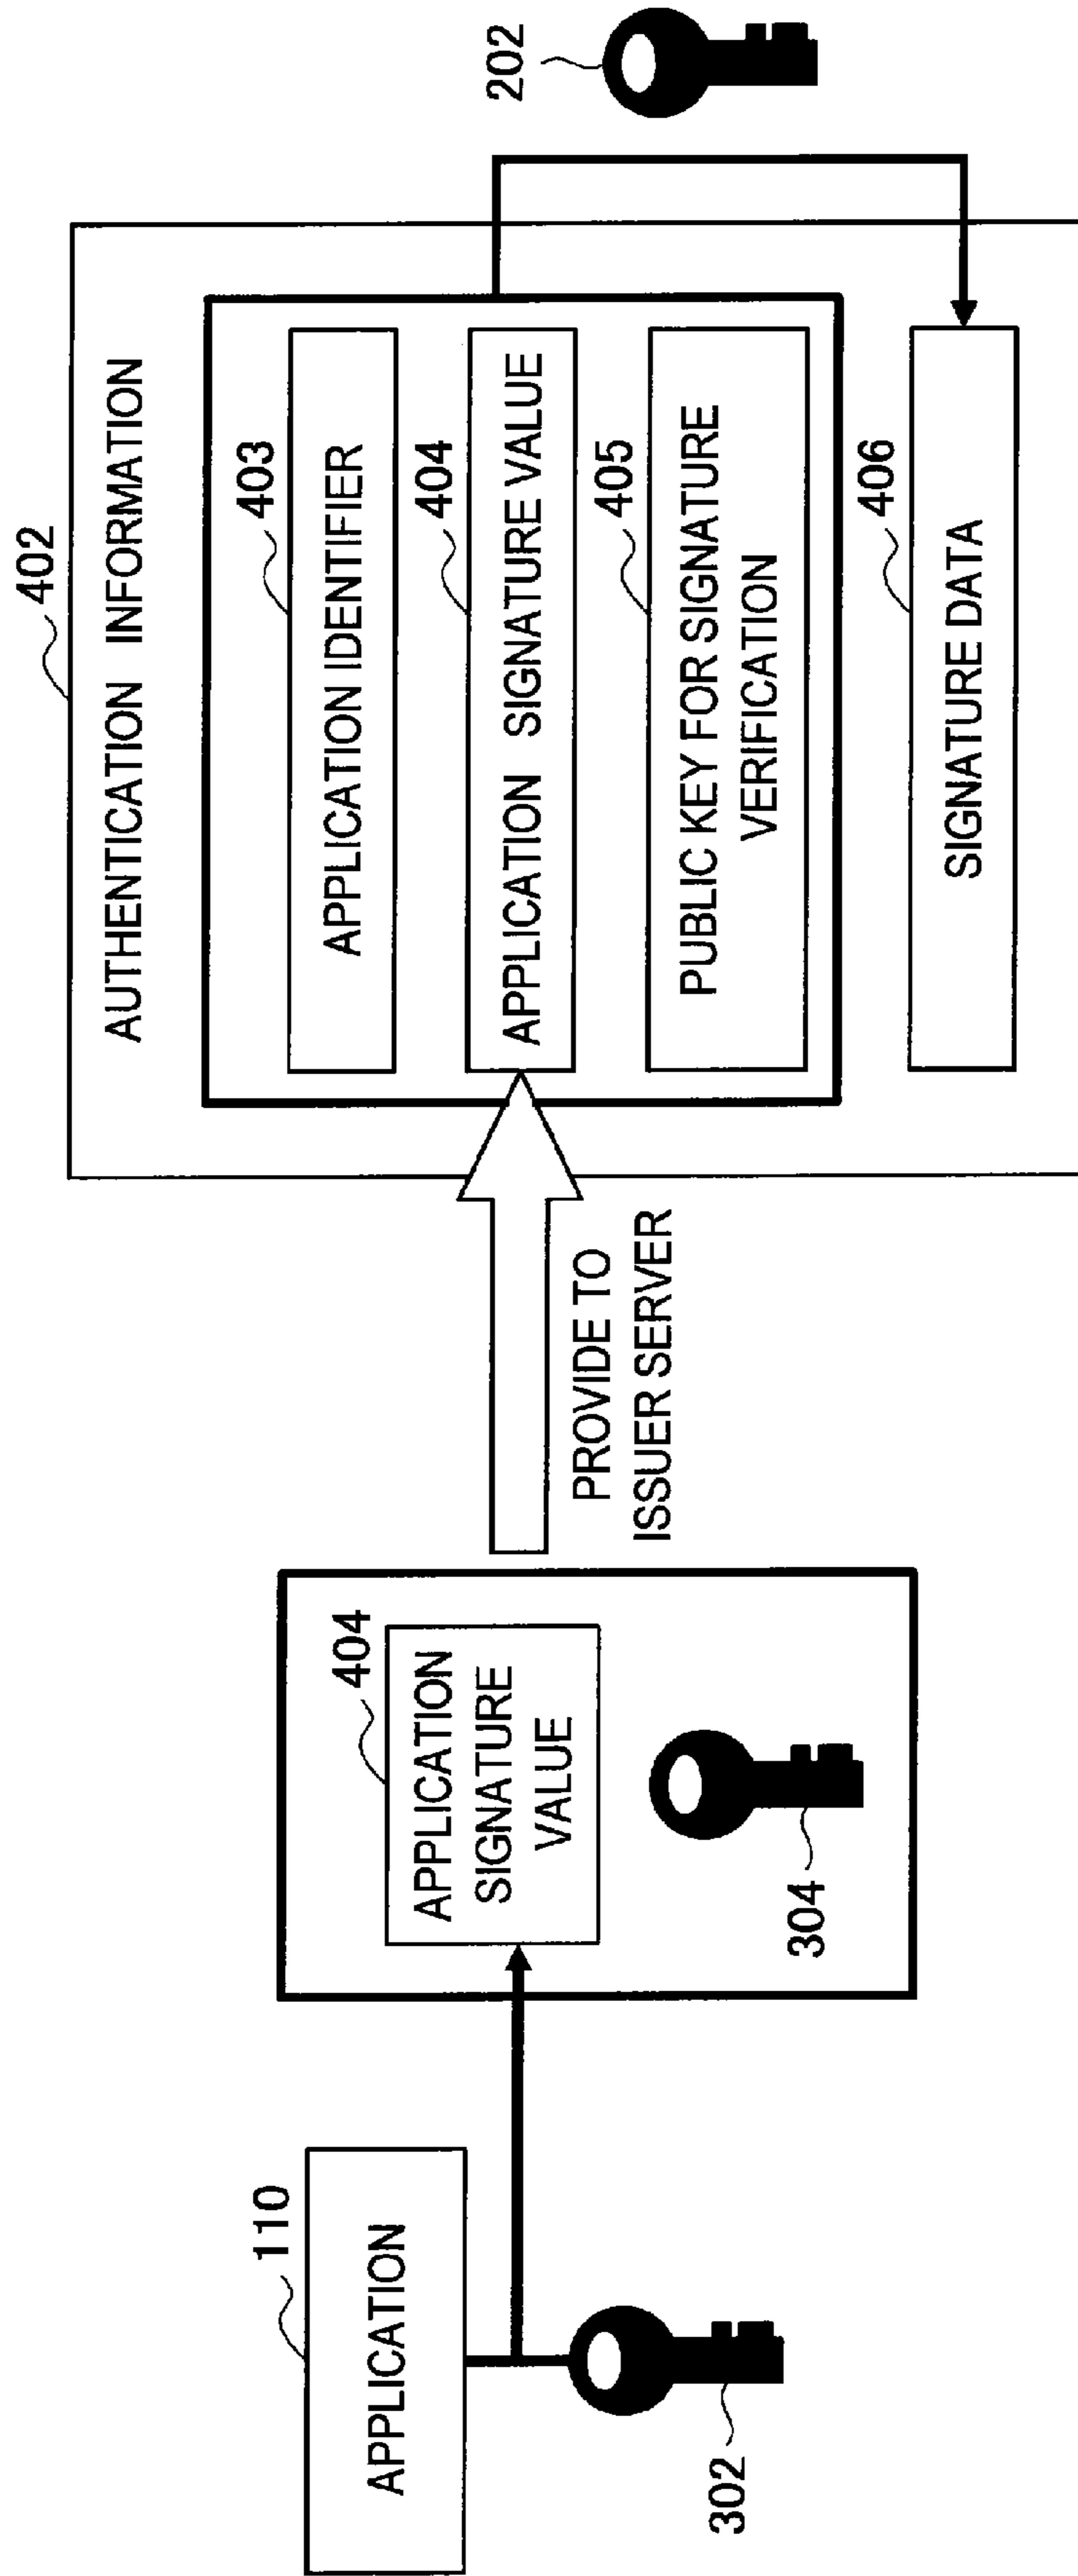 110
APPLICATION
302
404
APPLICATION
SIGNATURE
VALUE
304
PROVIDE TO
ISSUER SERVER
402
AUTHENTICATION INFORMATION
403
APPLICATION IDENTIFIER
404
APPLICATION SIGNATURE VALUE
405
PUBLIC KEY FOR SIGNATURE
VERIFICATION
406
SIGNATURE DATA
202